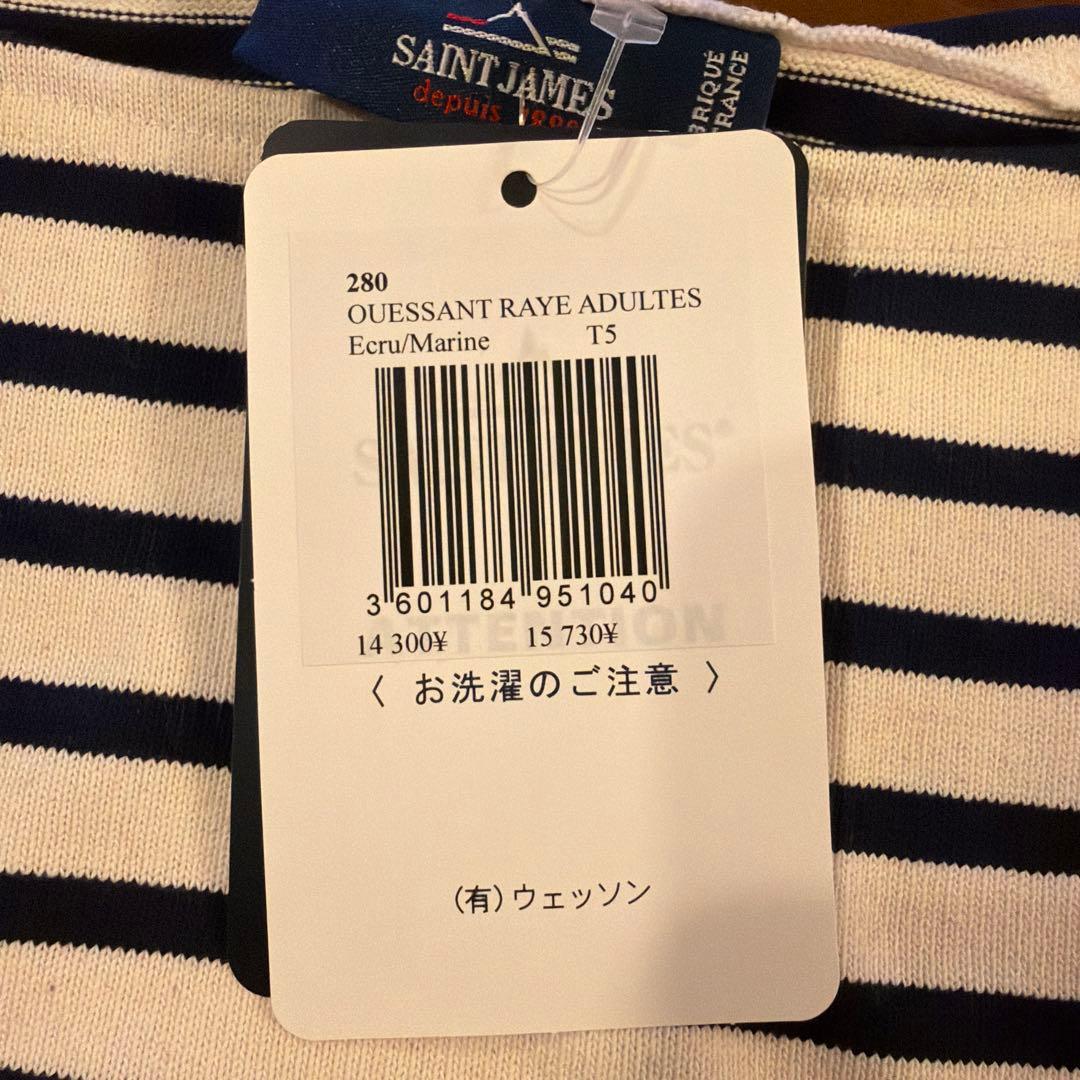 SAINT JAMES
depuis
280
OUESSANT RAYE ADULTES
Ecru/Marine T5
3 601184 951040
14 300¥ 15 730¥
ATTENTION
〈 お洗濯のご注意 〉
(有)ウェッソン